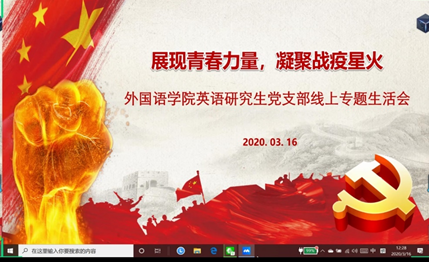 展现青春力量，凝聚战疫星火
外国语学院英语研究生党支部线上专题生活会
2020. 03. 16
在这里输入你要搜索的内容
12:28
2020/3/16